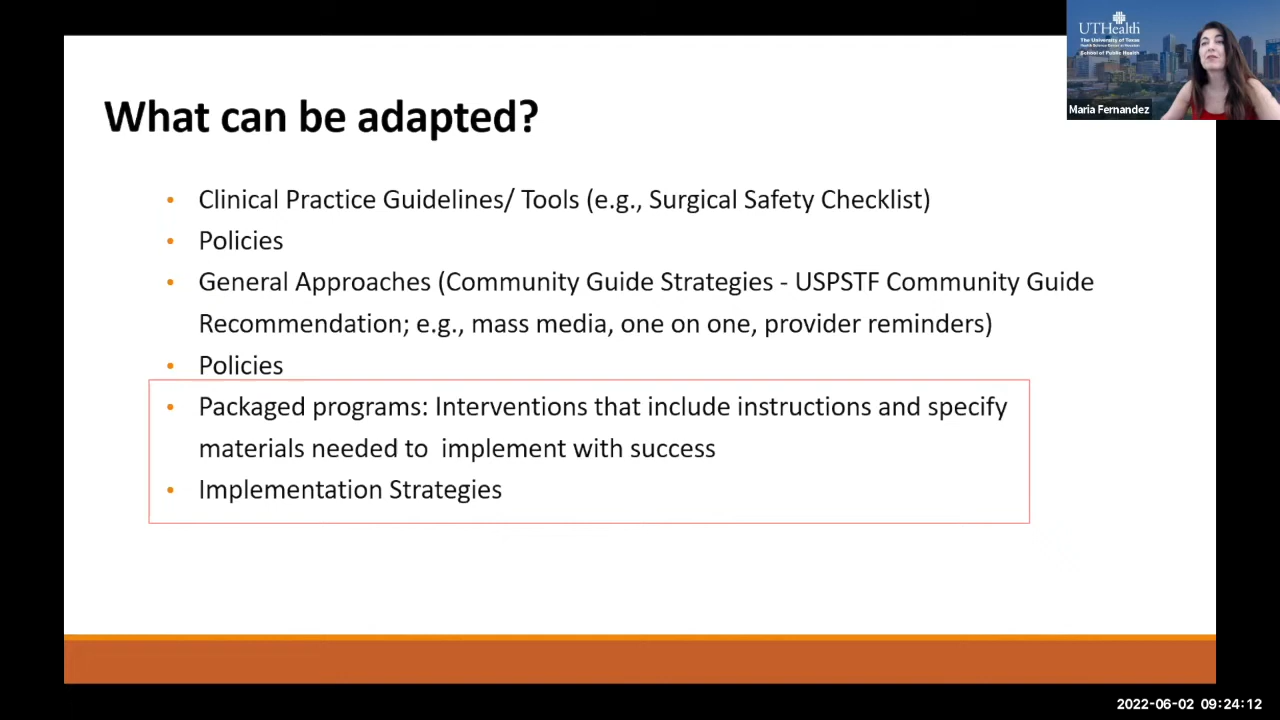 What can be adapted?
• Clinical Practice Guidelines/ Tools (e.g., Surgical Safety Checklist)
• Policies
• General Approaches (Community Guide Strategies - USPSTF Community Guide
Recommendation; e.g., mass media, one on one, provider reminders)
• Policies
• Packaged programs: Interventions that include instructions and specify
materials needed to implement with success
• Implementation Strategies
UTHealth
The University of Texas
Health Science Center at Houston
School of Public Health
Maria Fernandez
2022-06-02 09:24:12